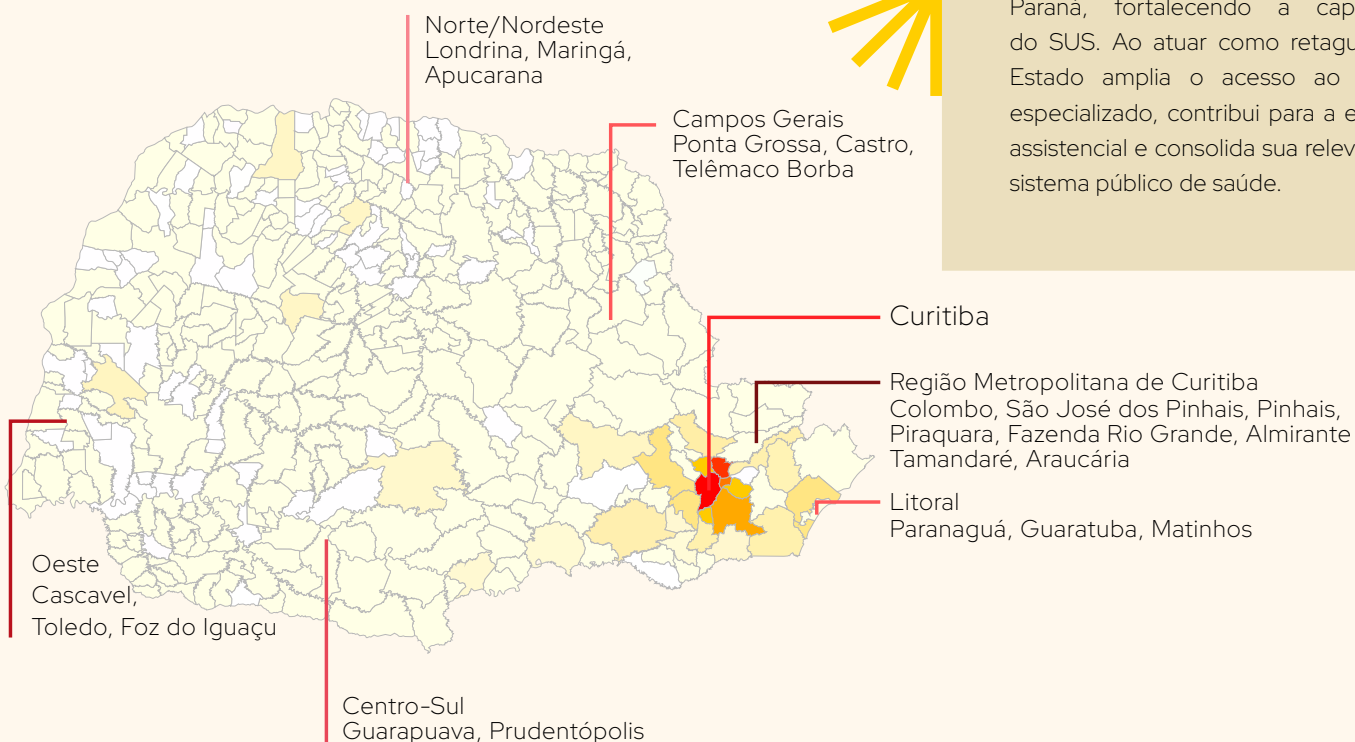 Norte/Nordeste
Londrina, Maringá,
Apucarana
Campos Gerais
Ponta Grossa, Castro,
Telêmaco Borba
Paraná, fortalecendo a
do SUS. Ao atuar como
Estado amplia o acesso ao
especializado, contribui para a
assistencial e consolida sua
sistema público de saúde.
Curitiba
Região Metropolitana de Curitiba
Colombo, São José dos Pinhais, Pinhais,
Piraquara, Fazenda Rio Grande, Almirante
Tamandaré, Araucária
Litoral
Paranaguá, Guaratuba, Matinhos
Oeste
Cascavel,
Toledo, Foz do Iguaçu
Centro-Sul
Guarapuava, Prudentópolis